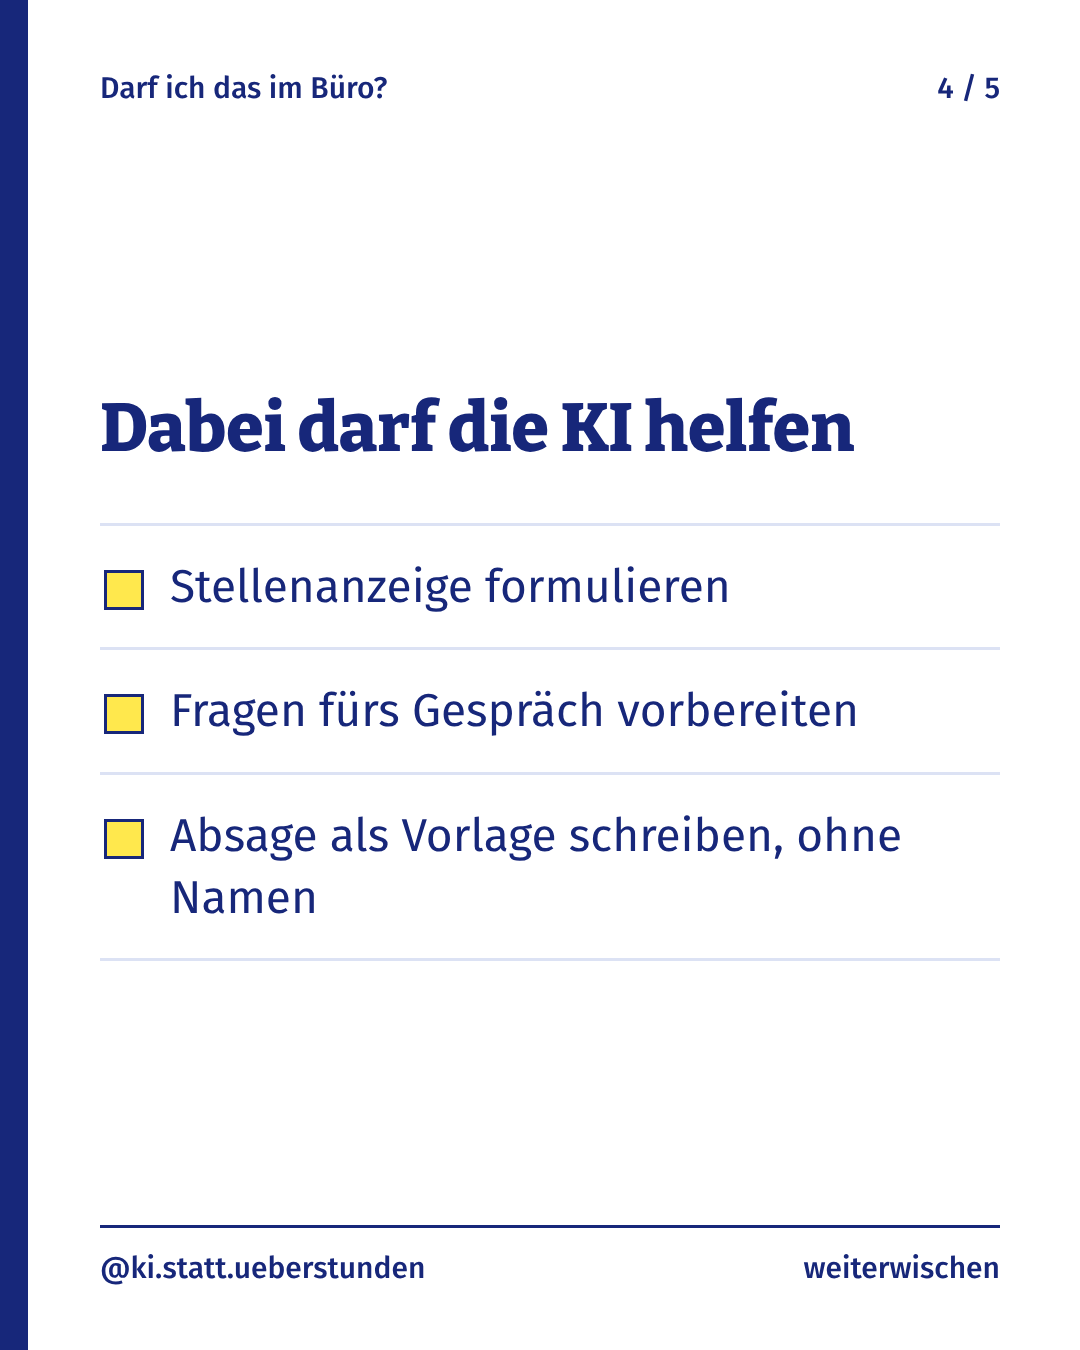 Darf ich das im Büro?
4 / 5
Dabei darf die KI helfen
Stellenanzeige formulieren
Fragen fürs Gespräch vorbereiten
Absage als Vorlage schreiben, ohne
Namen
@ki.statt.ueberstunden
weiterwischen